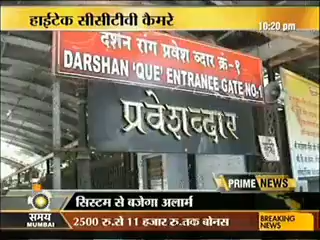 हाईटेक सीसीटीवी कैमरे
10:20 pm
दर्शन रांग प्रवेश व्दार क्रं-१
DARSHAN 'QUE' ENTRANCE GATE NO-1
प्रवेशव्दार
PRIME NEWS
सिस्टम से बजेगा अलार्म
समय
MUMBAI
2500 रु.से 11 हजार रु.तक बोनस
BREAKING NEWS